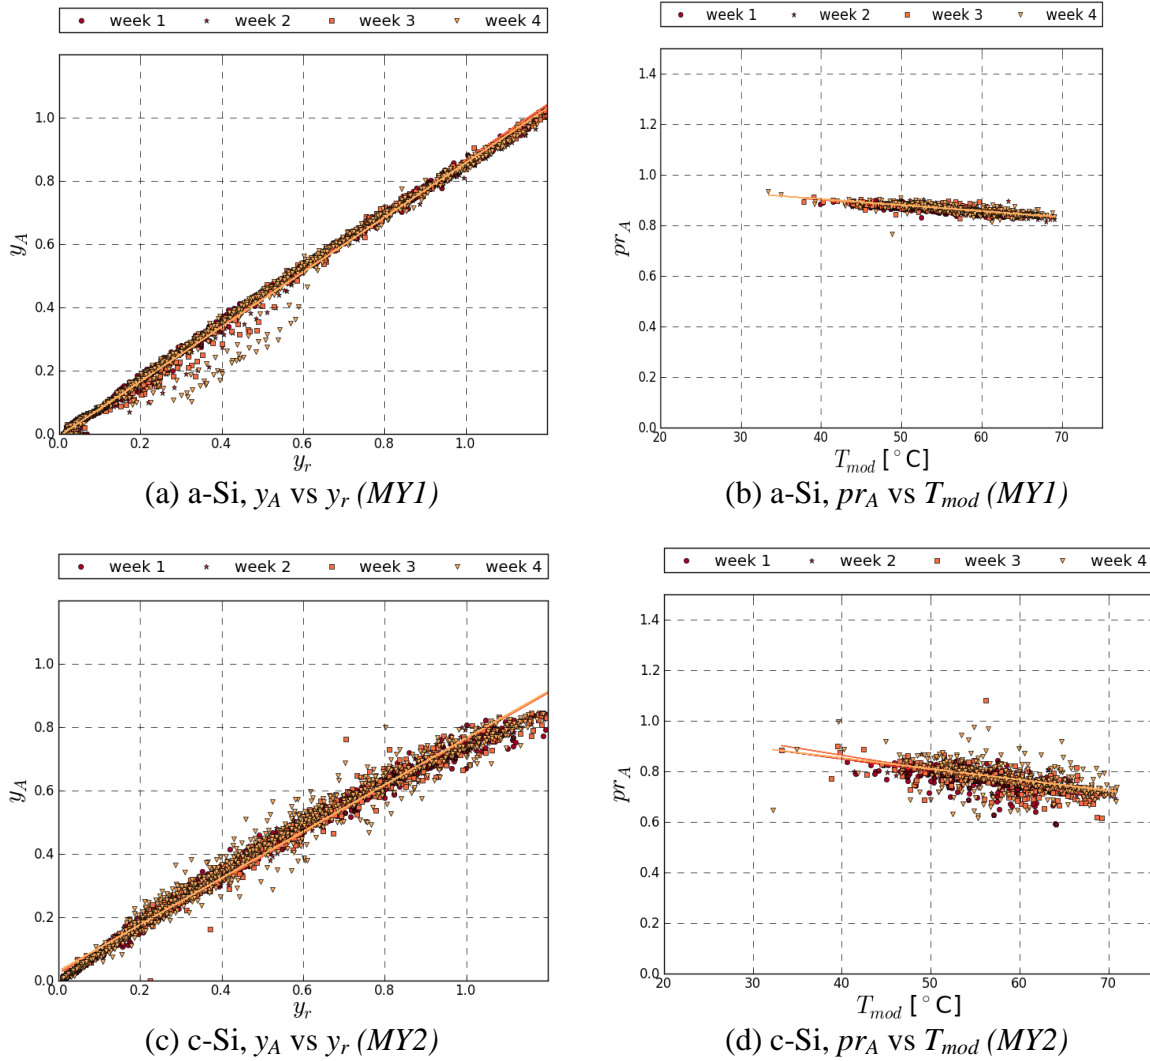 week 1 week 2 week 3 week 4
1.0
0.8
0.6
0.4
0.2
0.0
y_A
0.0 0.2 0.4 0.6 0.8 1.0
y_r
(a) a-Si, y_A vs y_r (MY1)
week 1 week 2 week 3 week 4
1.4
1.2
1.0
0.8
0.6
0.4
0.2
0.0
pr_A
20 30 40 50 60 70
T_mod [°C]
(b) a-Si, pr_A vs T_mod (MY1)
week 1 week 2 week 3 week 4
1.0
0.8
0.6
0.4
0.2
0.0
y_A
0.0 0.2 0.4 0.6 0.8 1.0
y_r
(c) c-Si, y_A vs y_r (MY2)
week 1 week 2 week 3 week 4
1.4
1.2
1.0
0.8
0.6
0.4
0.2
0.0
pr_A
20 30 40 50 60 70
T_mod [°C]
(d) c-Si, pr_A vs T_mod (MY2)